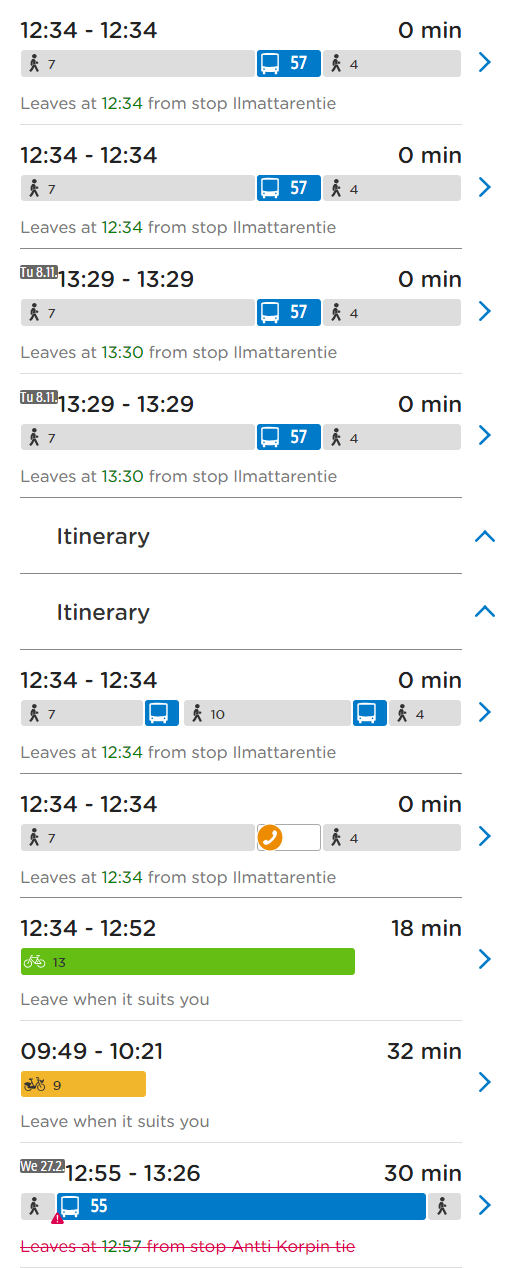 12:34 - 12:34 0 min
7 57 4
Leaves at 12:34 from stop Ilmattarentie
12:34 - 12:34 0 min
7 57 4
Leaves at 12:34 from stop Ilmattarentie
Tu 8.11. 13:29 - 13:29 0 min
7 57 4
Leaves at 13:30 from stop Ilmattarentie
Tu 8.11. 13:29 - 13:29 0 min
7 57 4
Leaves at 13:30 from stop Ilmattarentie
Itinerary
Itinerary
12:34 - 12:34 0 min
7 10 4
Leaves at 12:34 from stop Ilmattarentie
12:34 - 12:34 0 min
7 4
Leaves at 12:34 from stop Ilmattarentie
12:34 - 12:52 18 min
13
Leave when it suits you
09:49 - 10:21 32 min
9
Leave when it suits you
We 27.2. 12:55 - 13:26 30 min
55
Leaves at 12:57 from stop Antti Korpin tie